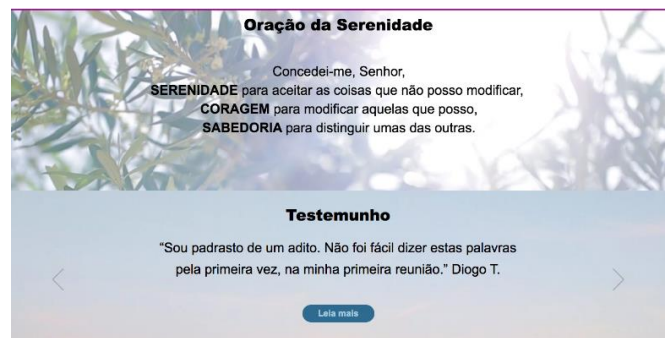 Oração da Serenidade
Concedei-me, Senhor,
SERENIDADE para aceitar as coisas que não posso modificar,
CORAGEM para modificar aquelas que posso,
SABEDORIA para distinguir umas das outras.
Testemunho
“Sou padrasto de um adito. Não foi fácil dizer estas palavras
pela primeira vez, na minha primeira reunião.” Diogo T.
Leia mais